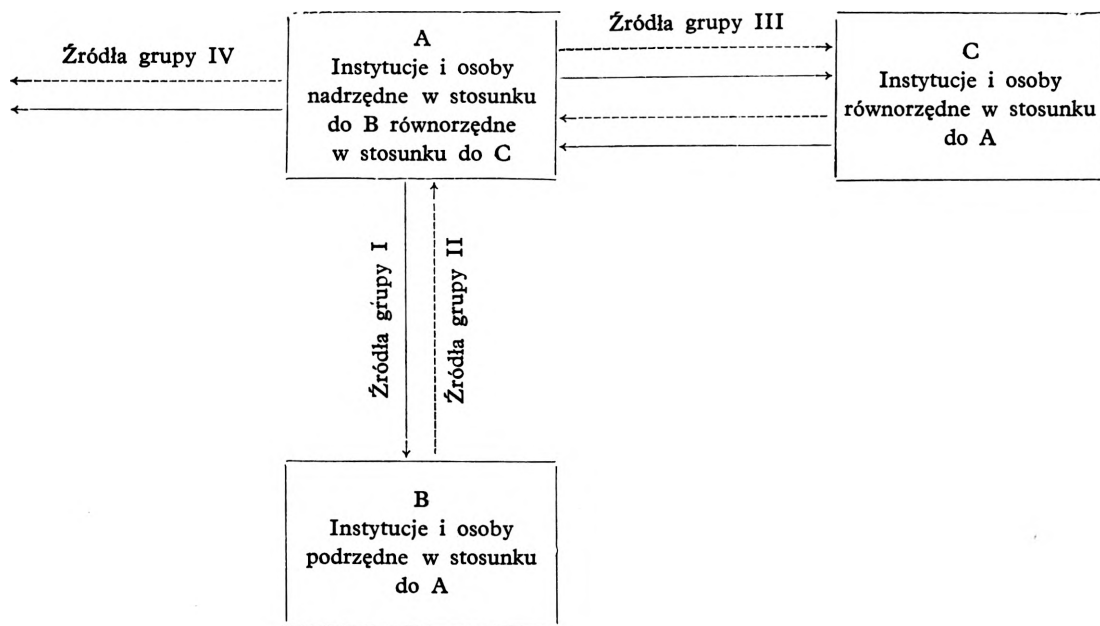 Źródła grupy IV
A
Instytucje i osoby
nadrzędne w stosunku
do B równorzędne
w stosunku do C
Źródła grupy III
C
Instytucje i osoby
równorzędne w stosunku
do A
Źródła grupy I
Źródła grupy II
B
Instytucje i osoby
podrzędne w stosunku
do A